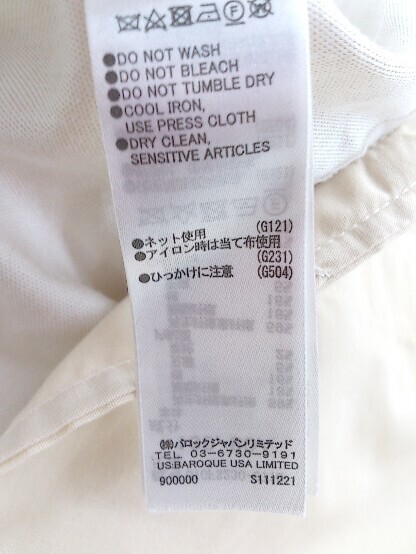 ●DO NOT WASH
●DO NOT BLEACH
●DO NOT TUMBLE DRY
●COOL IRON,
USE PRESS CLOTH
●DRY CLEAN,
SENSITIVE ARTICLES
●ネット使用 (G121)
●アイロン時は当て布使用
(G231)
●ひっかけに注意 (G504)
㈱バロックジャパンリミテッド
TEL. 03-6730-9191
US:BAROQUE USA LIMITED
900000 S111221